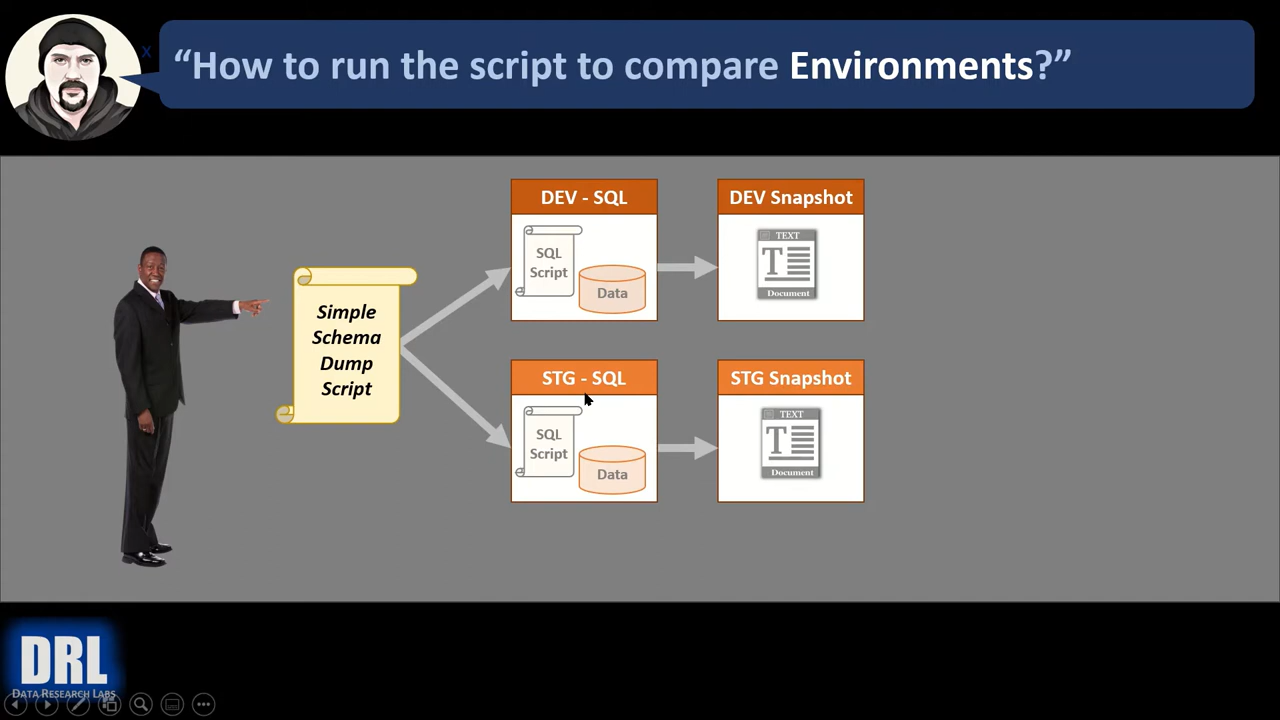 x
“How to run the script to compare Environments?”
Simple
Schema
Dump
Script
DEV - SQL
SQL
Script
Data
DEV Snapshot
TEXT
T
Document
STG - SQL
SQL
Script
Data
STG Snapshot
TEXT
T
Document
DRL
DATA RESEARCH LABS